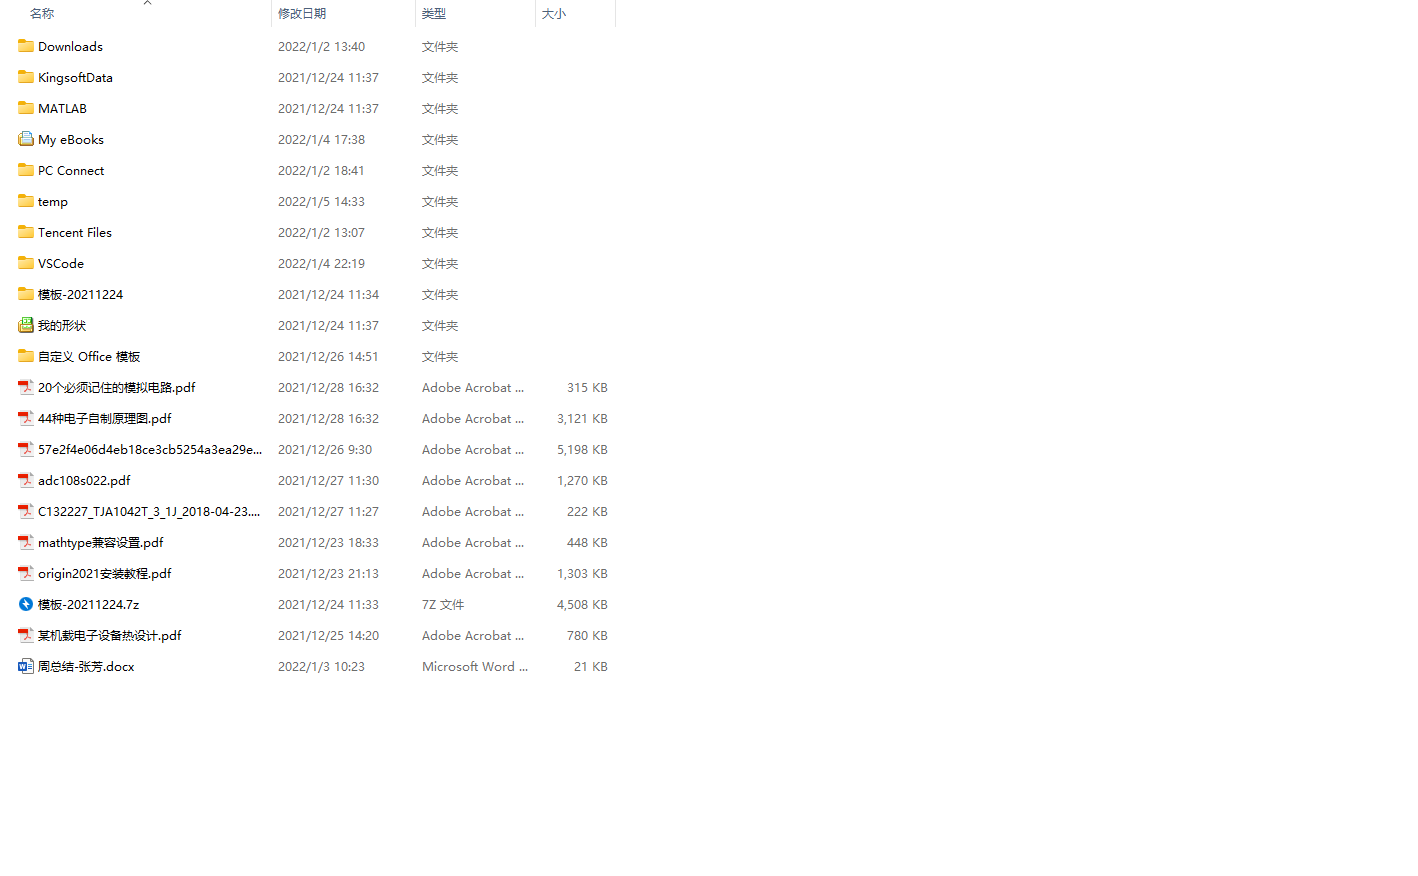 名称 修改日期 类型 大小
Downloads 2022/1/2 13:40 文件夹
KingsoftData 2021/12/24 11:37 文件夹
MATLAB 2021/12/24 11:37 文件夹
My eBooks 2022/1/4 17:38 文件夹
PC Connect 2022/1/2 18:41 文件夹
temp 2022/1/5 14:33 文件夹
Tencent Files 2022/1/2 13:07 文件夹
VSCode 2022/1/4 22:19 文件夹
模板-20211224 2021/12/24 11:34 文件夹
我的形状 2021/12/24 11:37 文件夹
自定义 Office 模板 2021/12/26 14:51 文件夹
20个必须记住的模拟电路.pdf 2021/12/28 16:32 Adobe Acrobat ... 315 KB
44种电子自制原理图.pdf 2021/12/28 16:32 Adobe Acrobat ... 3,121 KB
57e2f4e06d4eb18ce3cb5254a3ea29e... 2021/12/26 9:30 Adobe Acrobat ... 5,198 KB
adc108s022.pdf 2021/12/27 11:30 Adobe Acrobat ... 1,270 KB
C132227_TJA1042T_3_1J_2018-04-23.... 2021/12/27 11:27 Adobe Acrobat ... 222 KB
mathtype兼容设置.pdf 2021/12/23 18:33 Adobe Acrobat ... 448 KB
origin2021安装教程.pdf 2021/12/23 21:13 Adobe Acrobat ... 1,303 KB
模板-20211224.7z 2021/12/24 11:33 7Z 文件 4,508 KB
某机载电子设备热设计.pdf 2021/12/25 14:20 Adobe Acrobat ... 780 KB
周总结-张芳.docx 2022/1/3 10:23 Microsoft Word ... 21 KB